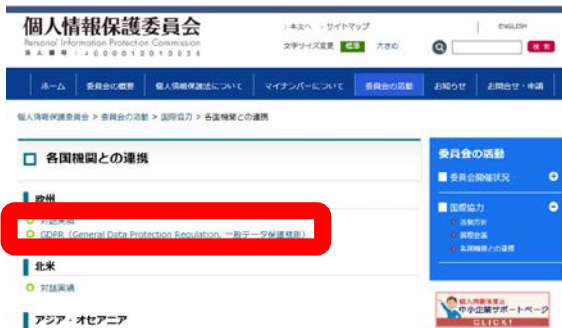 個人情報保護委員会
Personal Information Protection Commission
本文へ サイトマップ
ENGLISH
文字サイズ変更 標準 大きめ
検索
ホーム 委員会の概要 個人情報保護法について マイナンバーについて 委員会の活動 お知らせ お問合せ・申請
個人情報保護委員会 > 委員会の活動 > 国際協力 > 各国機関との連携
各国機関との連携
委員会の活動
委員会開催状況
国際協力
活動方針
国際会議
各国機関との連携
欧州
対話実績
GDPR（General Data Protection Regulation、一般データ保護規則）
北米
対話実績
アジア・オセアニア
個人情報保護法
中小企業サポートページ
CLICK!